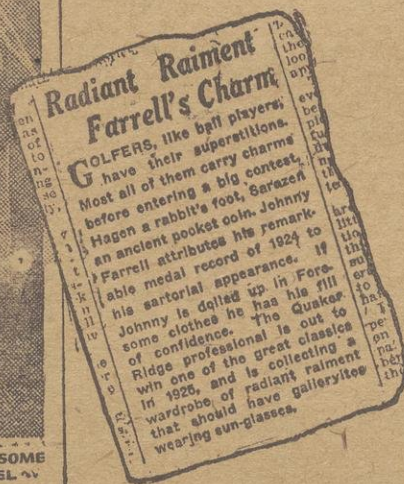 Radiant Raiment
Farrell's Charm
GOLFERS, like ball players,
have their superstitions.
Most all of them carry charms
before entering a big contest,
Hagen a rabbit's foot, Sarazen
an ancient pocket coin. Johnny
Farrell attributes his remark-
able medal record of 1924 to
his sartorial appearance. If
Johnny is dolled up in Fore-
some clothes he has his fill
of confidence. The Quaker
Ridge professional is out to
win one of the great classics
in 1925, and is collecting a
wardrobe of radiant raiment
that should have galleryites
wearing sun-glasses.
SOME